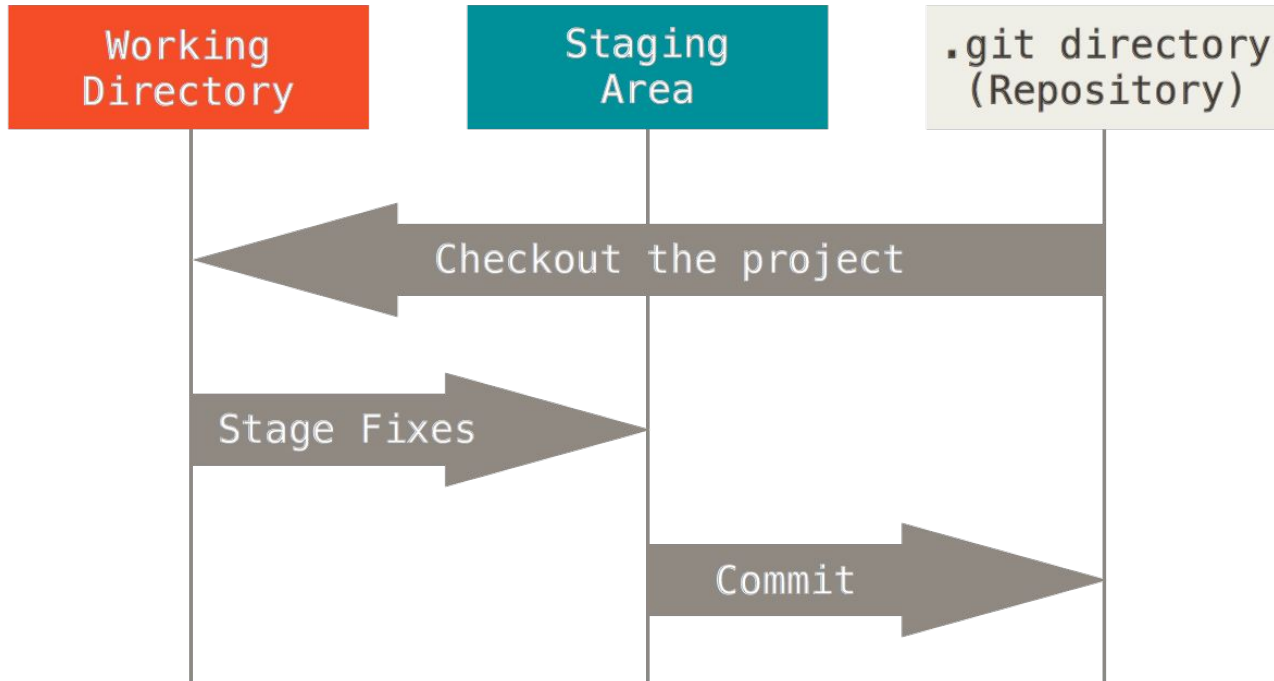 Working
Directory
Staging
Area
.git directory
(Repository)
Checkout the project
Stage Fixes
Commit